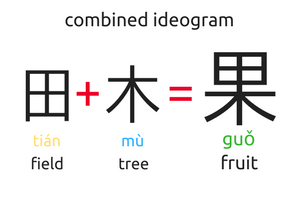 combined ideogram
田+木=果
tián mù guǒ
field tree fruit